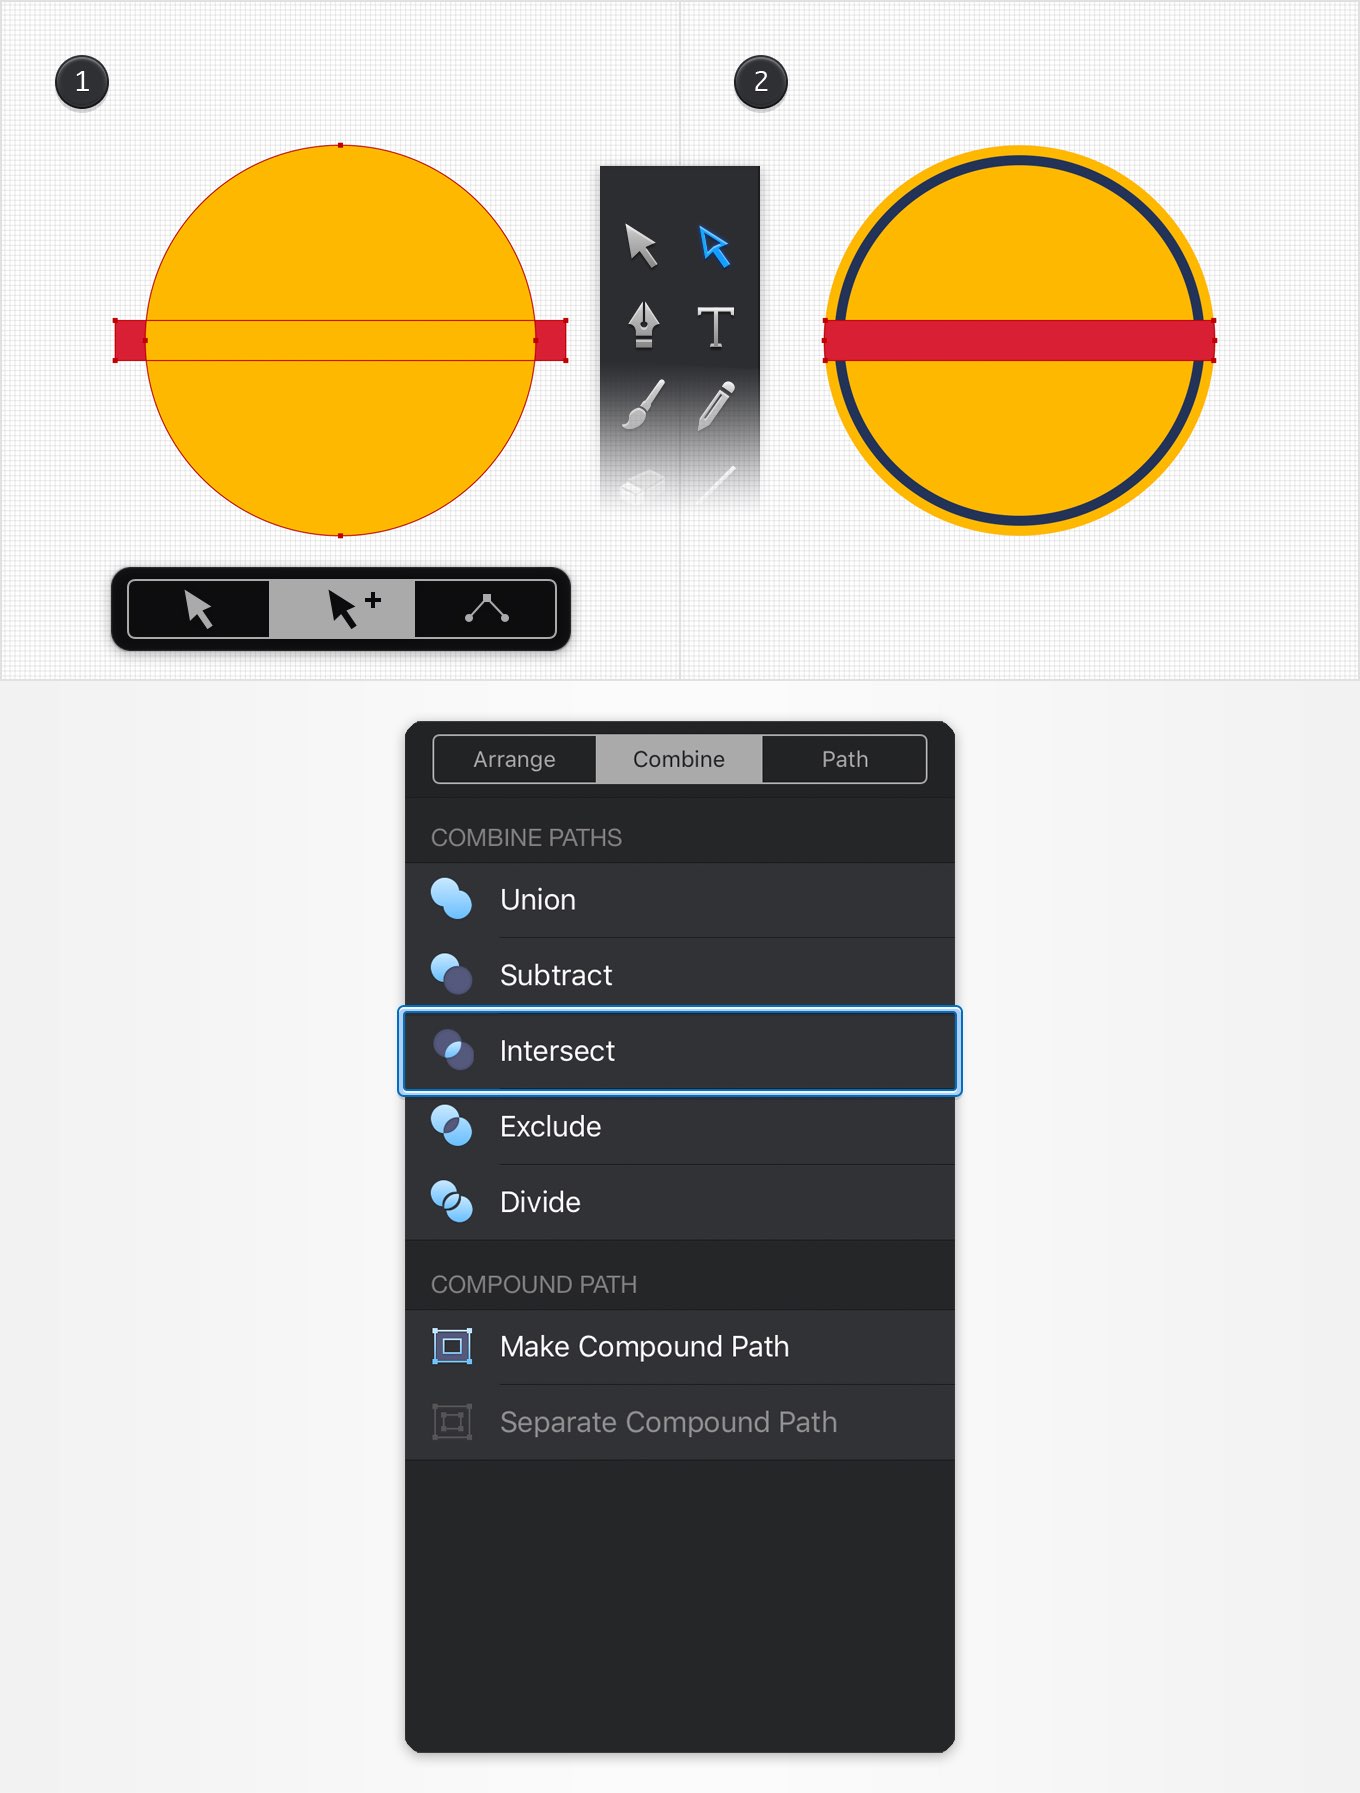 1
2
T
Arrange
Combine
Path
COMBINE PATHS
Union
Subtract
Intersect
Exclude
Divide
COMPOUND PATH
Make Compound Path
Separate Compound Path